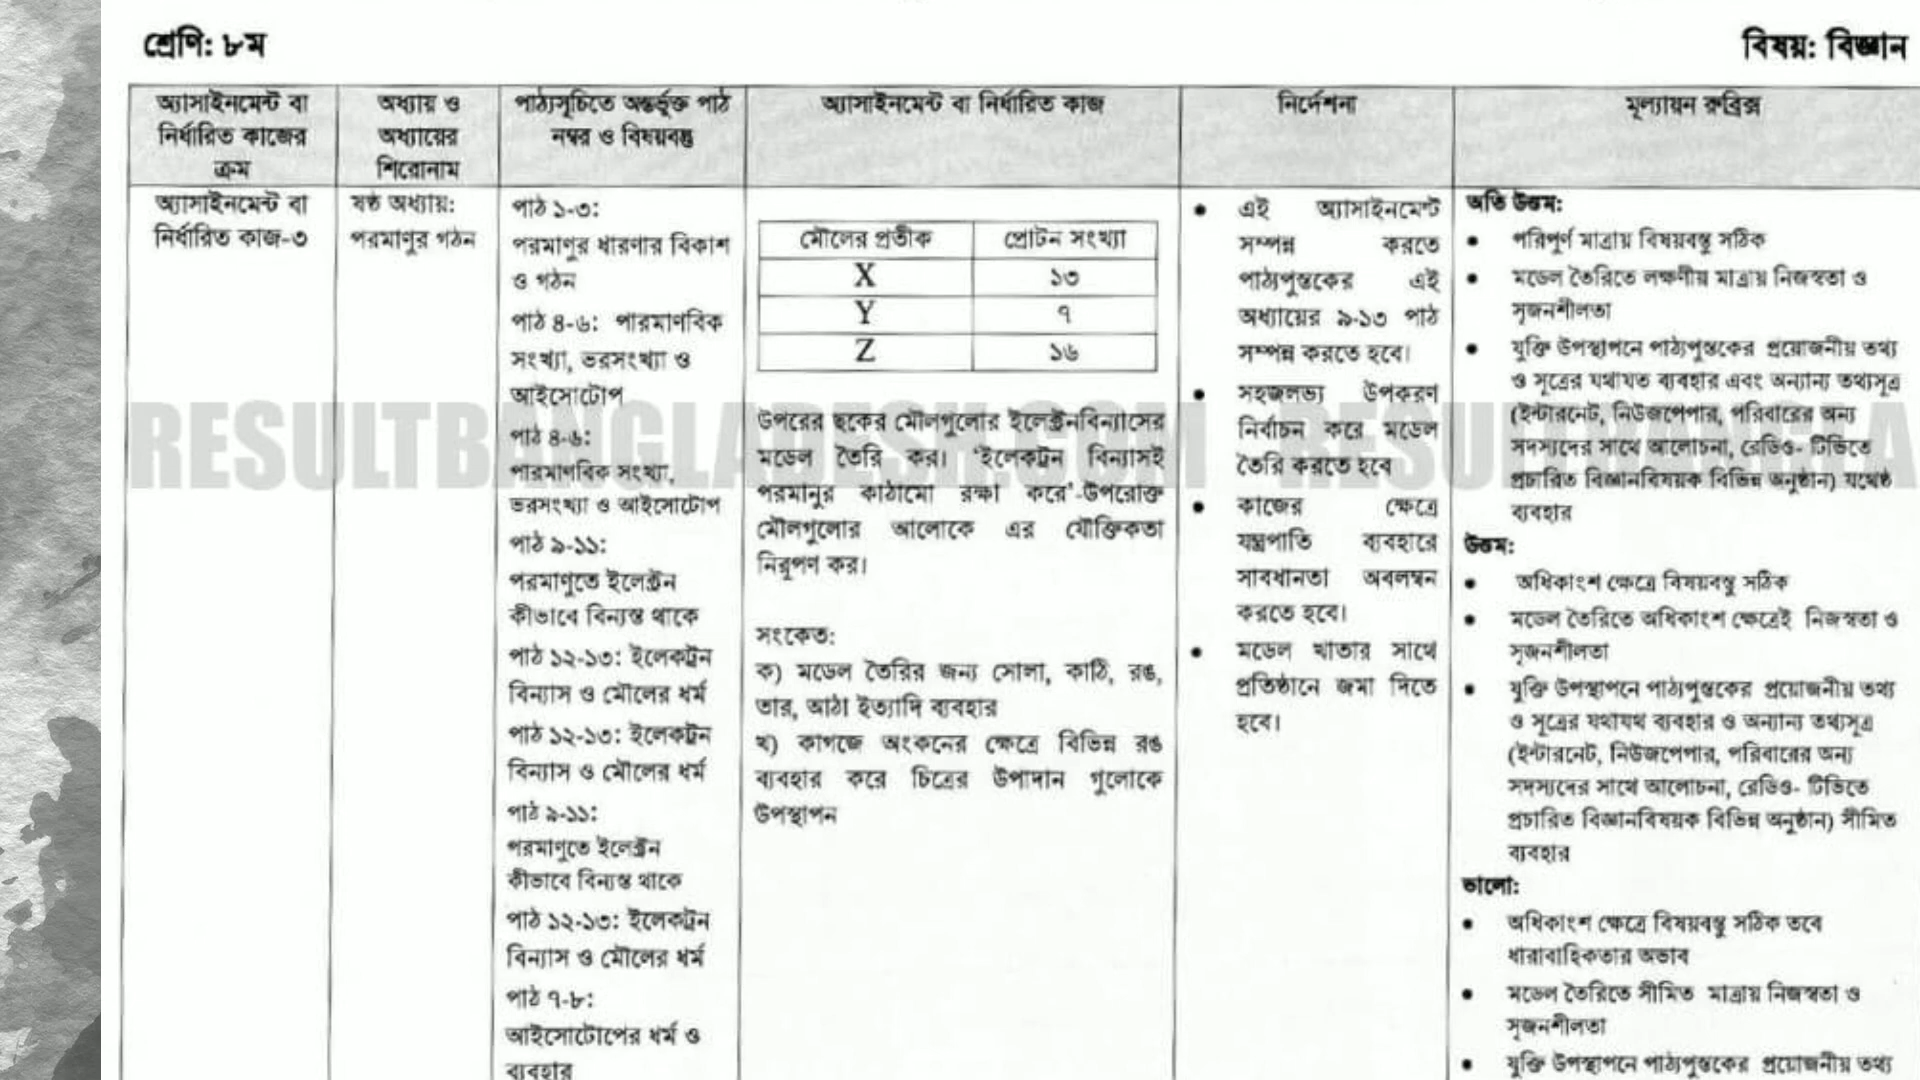 শ্রেণি: ৮ম
বিষয়: বিজ্ঞান
অ্যাসাইনমেন্ট বা
নির্ধারিত কাজের
ক্রম
অধ্যায় ও
অধ্যায়ের
শিরোনাম
পাঠ্যসূচিতে অন্তর্ভুক্ত পাঠ
নম্বর ও বিষয়বস্তু
অ্যাসাইনমেন্ট বা নির্ধারিত কাজ
নির্দেশনা
মূল্যায়ন রুব্রিক্স
অ্যাসাইনমেন্ট বা
নির্ধারিত কাজ-৩
ষষ্ঠ অধ্যায়:
পরমাণুর গঠন
পাঠ ১-৩:
পরমাণুর ধারণার বিকাশ
ও গঠন
পাঠ ৪-৬: পারমাণবিক
সংখ্যা, ভরসংখ্যা ও
আইসোটোপ
পাঠ ৪-৬:
পারমাণবিক সংখ্যা,
ভরসংখ্যা ও আইসোটোপ
পাঠ ৯-১১:
পরমাণুতে ইলেক্ট্রন
কীভাবে বিন্যস্ত থাকে
পাঠ ১২-১৩: ইলেকট্রন
বিন্যাস ও মৌলের ধর্ম
পাঠ ১২-১৩: ইলেকট্রন
বিন্যাস ও মৌলের ধর্ম
পাঠ ৯-১১:
পরমাণুতে ইলেক্ট্রন
কীভাবে বিন্যস্ত থাকে
পাঠ ১২-১৩: ইলেকট্রন
বিন্যাস ও মৌলের ধর্ম
পাঠ ৭-৮:
আইসোটোপের ধর্ম ও
ব্যবহার
মৌলের প্রতীক প্রোটন সংখ্যা
X ১৩
Y ৭
Z ১৬
উপরের ছকের মৌলগুলোর ইলেক্ট্রনবিন্যাসের
মডেল তৈরি কর। 'ইলেকট্রন বিন্যাসই
পরমানুর কাঠামো রক্ষা করে'-উপরোক্ত
মৌলগুলোর আলোকে এর যৌক্তিকতা
নিরূপণ কর।
সংকেত:
ক) মডেল তৈরির জন্য সোলা, কাঠি, রঙ,
তার, আঠা ইত্যাদি ব্যবহার
খ) কাগজে অংকনের ক্ষেত্রে বিভিন্ন রঙ
ব্যবহার করে চিত্রের উপাদান গুলোকে
উপস্থাপন
• এই অ্যাসাইনমেন্ট
সম্পন্ন করতে
পাঠ্যপুস্তকের এই
অধ্যায়ের ৯-১৩ পাঠ
সম্পন্ন করতে হবে।
• সহজলভ্য উপকরণ
নির্বাচন করে মডেল
তৈরি করতে হবে
• কাজের ক্ষেত্রে
যন্ত্রপাতি ব্যবহারে
সাবধানতা অবলম্বন
করতে হবে।
• মডেল খাতার সাথে
প্রতিষ্ঠানে জমা দিতে
হবে।
অতি উত্তম:
• পরিপূর্ণ মাত্রায় বিষয়বস্তু সঠিক
• মডেল তৈরিতে লক্ষণীয় মাত্রায় নিজস্বতা ও
সৃজনশীলতা
• যুক্তি উপস্থাপনে পাঠ্যপুস্তকের প্রয়োজনীয় তথ্য
ও সূত্রের যথাযত ব্যবহার এবং অন্যান্য তথ্যসূত্র
(ইন্টারনেট, নিউজপেপার, পরিবারের অন্য
সদস্যদের সাথে আলোচনা, রেডিও- টিভিতে
প্রচারিত বিজ্ঞানবিষয়ক বিভিন্ন অনুষ্ঠান) যথেষ্ঠ
ব্যবহার
উত্তম:
• অধিকাংশ ক্ষেত্রে বিষয়বস্তু সঠিক
• মডেল তৈরিতে অধিকাংশ ক্ষেত্রেই নিজস্বতা ও
সৃজনশীলতা
• যুক্তি উপস্থাপনে পাঠ্যপুস্তকের প্রয়োজনীয় তথ্য
ও সূত্রের যথাযথ ব্যবহার ও অন্যান্য তথ্যসূত্র
(ইন্টারনেট, নিউজপেপার, পরিবারের অন্য
সদস্যদের সাথে আলোচনা, রেডিও- টিভিতে
প্রচারিত বিজ্ঞানবিষয়ক বিভিন্ন অনুষ্ঠান) সীমিত
ব্যবহার
ভালো:
• অধিকাংশ ক্ষেত্রে বিষয়বস্তু সঠিক তবে
ধারাবাহিকতার অভাব
• মডেল তৈরিতে সীমিত মাত্রায় নিজস্বতা ও
সৃজনশীলতা
• যুক্তি উপস্থাপনে পাঠ্যপুস্তকের প্রয়োজনীয় তথ্য
RESULTBANGLADESH.COM